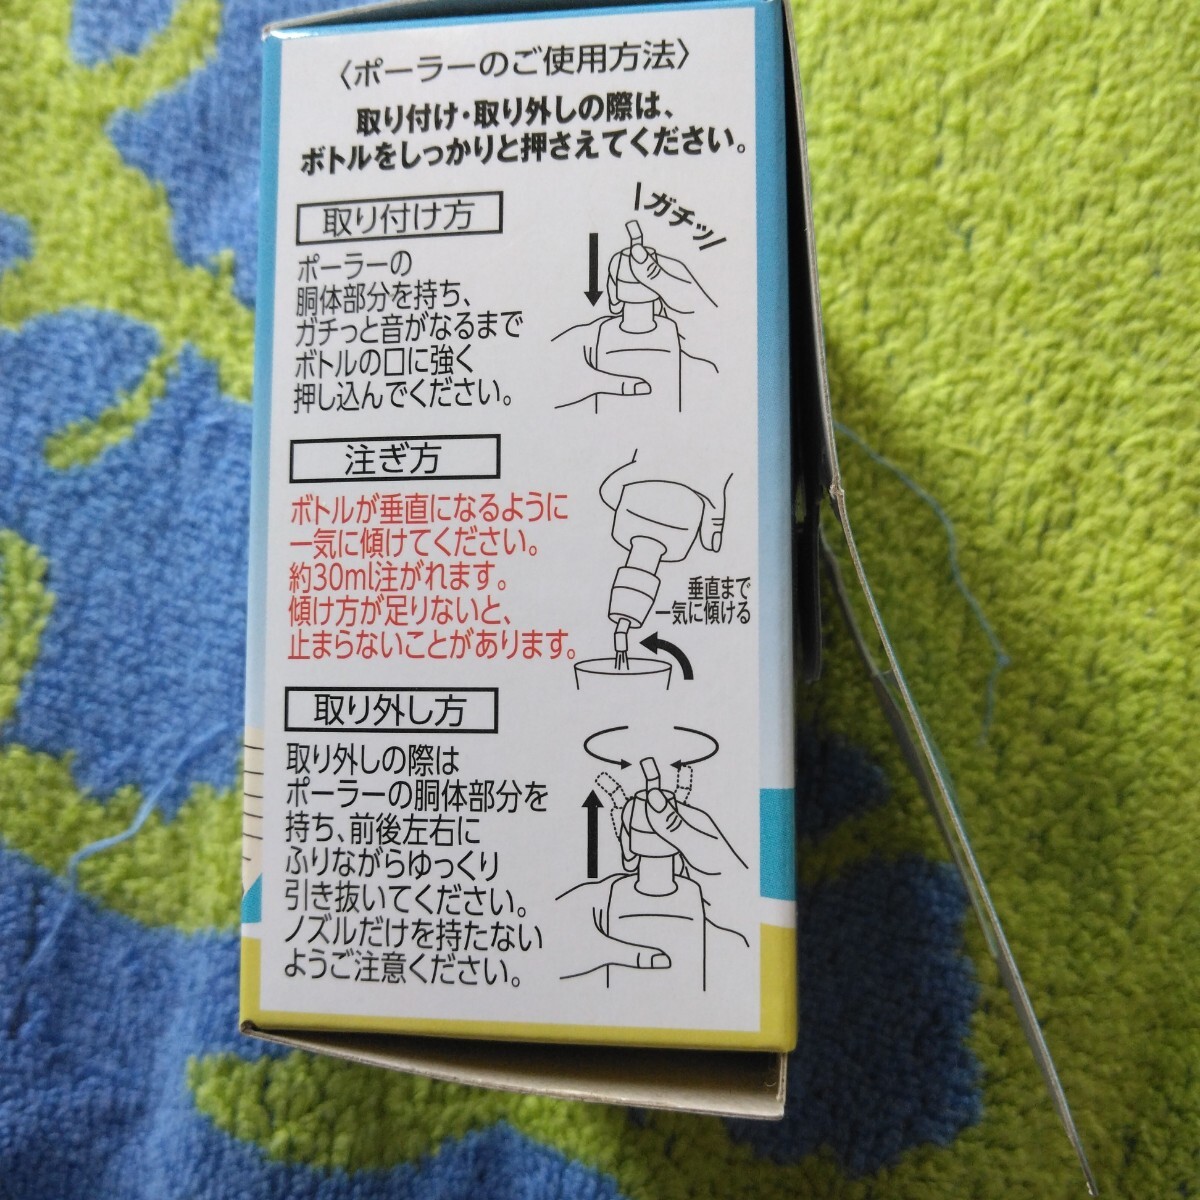 〈ポーラーのご使用方法〉
取り付け・取り外しの際は、
ボトルをしっかりと押さえてください。
取り付け方
ポーラーの
胴体部分を持ち、
ガチっと音がなるまで
ボトルの口に強く
押し込んでください。
ガチッ
注ぎ方
ボトルが垂直になるように
一気に傾けてください。
約30ml注がれます。
傾け方が足りないと、
止まらないことがあります。
垂直まで
一気に傾ける
取り外し方
取り外しの際は
ポーラーの胴体部分を
持ち、前後左右に
ふりながらゆっくり
引き抜いてください。
ノズルだけを持たない
ようご注意ください。